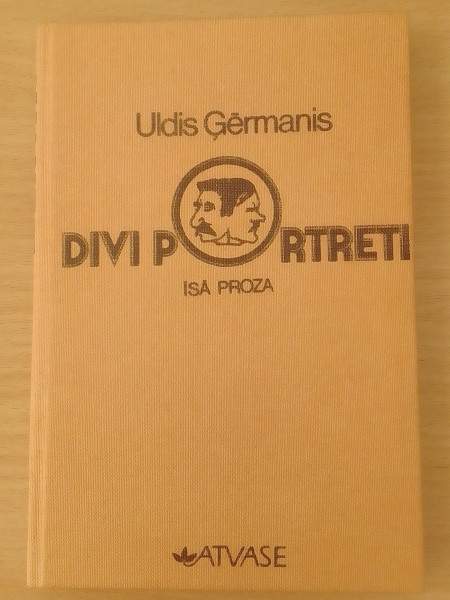 Uldis Ģērmanis
DIVI PORTRETI
ĪSĀ PROZA
ATVASE